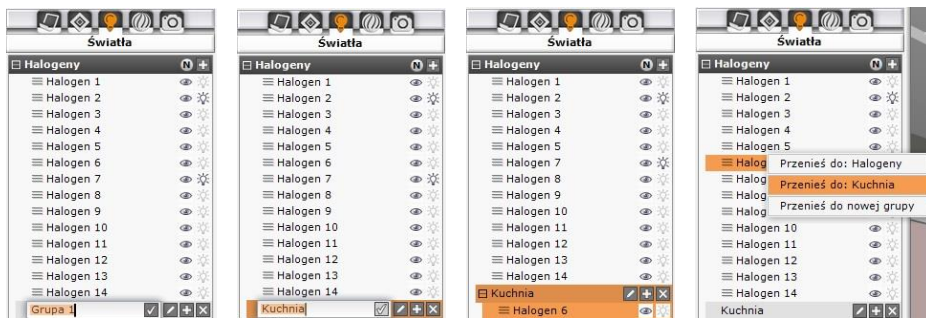 Światła
Halogeny N
Halogen 1
Halogen 2
Halogen 3
Halogen 4
Halogen 5
Halogen 6
Halogen 7
Halogen 8
Halogen 9
Halogen 10
Halogen 11
Halogen 12
Halogen 13
Halogen 14
Grupa 1
Światła
Halogeny N
Halogen 1
Halogen 2
Halogen 3
Halogen 4
Halogen 5
Halogen 6
Halogen 7
Halogen 8
Halogen 9
Halogen 10
Halogen 11
Halogen 12
Halogen 13
Halogen 14
Kuchnia
Światła
Halogeny N
Halogen 1
Halogen 2
Halogen 3
Halogen 4
Halogen 5
Halogen 7
Halogen 8
Halogen 9
Halogen 10
Halogen 11
Halogen 12
Halogen 13
Halogen 14
Kuchnia
Halogen 6
Światła
Halogeny N
Halogen 1
Halogen 2
Halogen 3
Halogen 4
Halogen 5
Halog
Przenieś do: Halogeny
Halog
Przenieś do: Kuchnia
Halog
Przenieś do nowej grupy
Halog
Halogen 10
Halogen 11
Halogen 12
Halogen 13
Halogen 14
Kuchnia